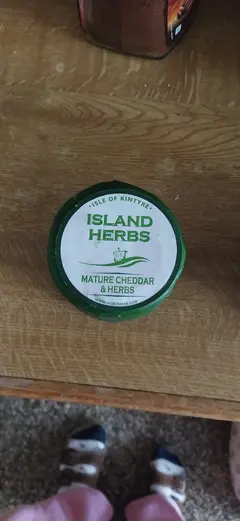 •ISLE OF KINTYRE•
ISLAND
HERBS
MATURE CHEDDAR
& HERBS